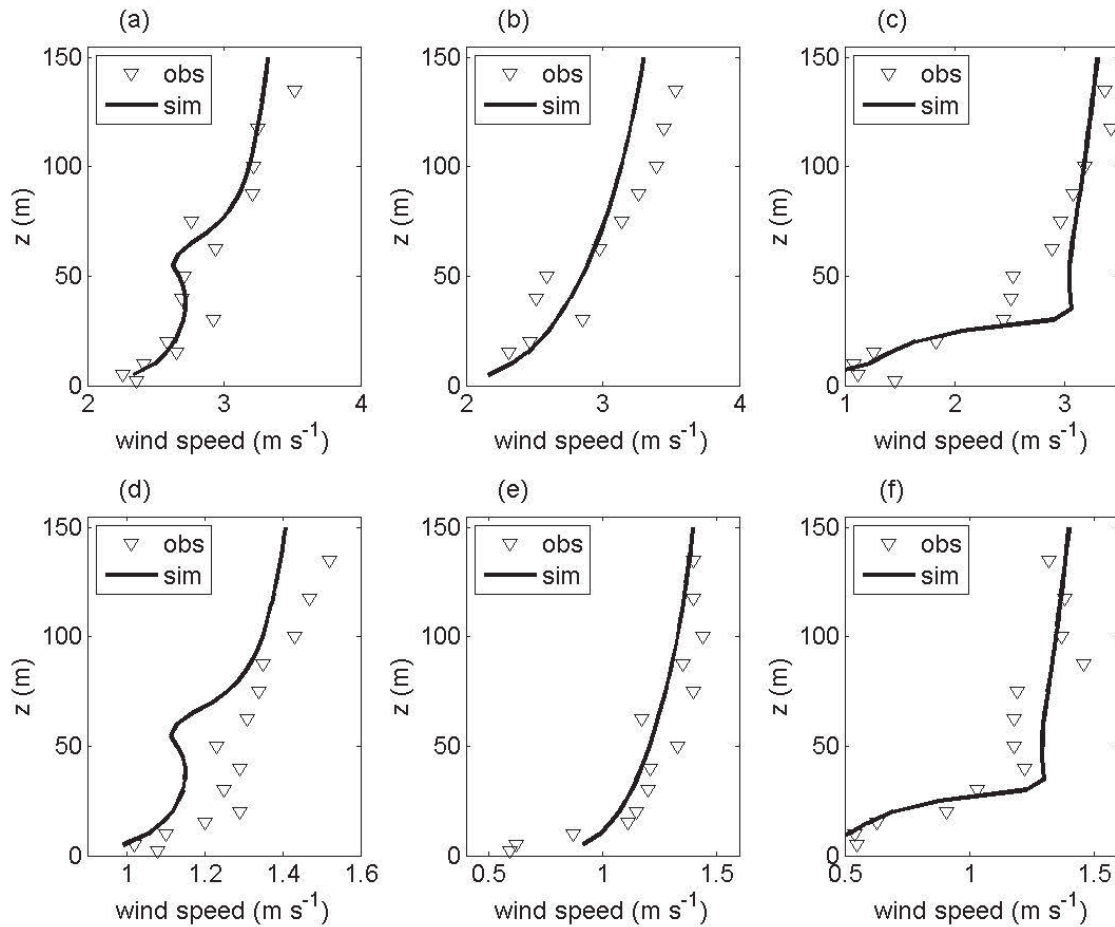 (a)
(b)
(c)
obs
sim
obs
sim
obs
sim
150
100
50
0
z (m)
2 3 4
wind speed (m s⁻¹)
150
100
50
0
z (m)
2 3 4
wind speed (m s⁻¹)
150
100
50
0
z (m)
1 2 3
wind speed (m s⁻¹)
(d)
(e)
(f)
obs
sim
obs
sim
obs
sim
150
100
50
0
z (m)
1 1.2 1.4 1.6
wind speed (m s⁻¹)
150
100
50
0
z (m)
0.5 1 1.5
wind speed (m s⁻¹)
150
100
50
0
z (m)
0.5 1 1.5
wind speed (m s⁻¹)